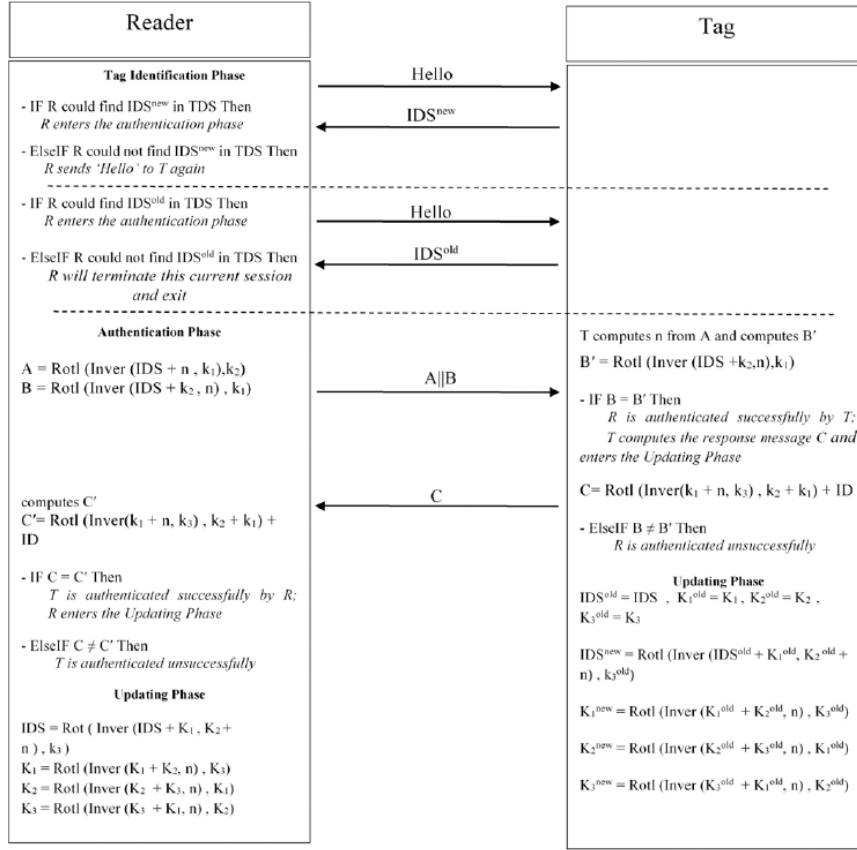 Reader
Tag
Tag Identification Phase
- IF R could find IDS^new in TDS Then
R enters the authentication phase
- ElseIF R could not find IDS^new in TDS Then
R sends 'Hello' to T again
Hello
IDS^new
- IF R could find IDS^old in TDS Then
R enters the authentication phase
- ElseIF R could not find IDS^old in TDS Then
R will terminate this current session
and exit
Hello
IDS^old
Authentication Phase
A = Rotl (Inver (IDS + n , k₁),k₂)
B = Rotl (Inver (IDS + k₂ , n) , k₁)
A||B
T computes n from A and computes B′
B′ = Rotl (Inver (IDS +k₂,n),k₁)
- IF B = B′ Then
R is authenticated successfully by T;
T computes the response message C and
enters the Updating Phase
C= Rotl (Inver(k₁ + n, k₃) , k₂ + k₁) + ID
- ElseIF B ≠ B′ Then
R is authenticated unsuccessfully
C
computes C′
C′= Rotl (Inver(k₁ + n, k₃) , k₂ + k₁) +
ID
- IF C = C′ Then
T is authenticated successfully by R;
R enters the Updating Phase
- ElseIF C ≠ C′ Then
T is authenticated unsuccessfully
Updating Phase
IDS = Rot ( Inver (IDS + K₁ , K₂ +
n ) , k₃ )
K₁ = Rotl (Inver (K₁ + K₂, n) , K₃)
K₂ = Rotl (Inver (K₂ + K₃, n) , K₁)
K₃ = Rotl (Inver (K₃ + K₁, n) , K₂)
Updating Phase
IDS^old = IDS , K₁^old = K₁ , K₂^old = K₂ ,
K₃^old = K₃
IDS^new = Rotl (Inver (IDS^old + K₁^old, K₂^old +
n) , k₃^old)
K₁^new = Rotl (Inver (K₁^old + K₂^old, n) , K₃^old)
K₂^new = Rotl (Inver (K₂^old + K₃^old, n) , K₁^old)
K₃^new = Rotl (Inver (K₃^old + K₁^old, n) , K₂^old)